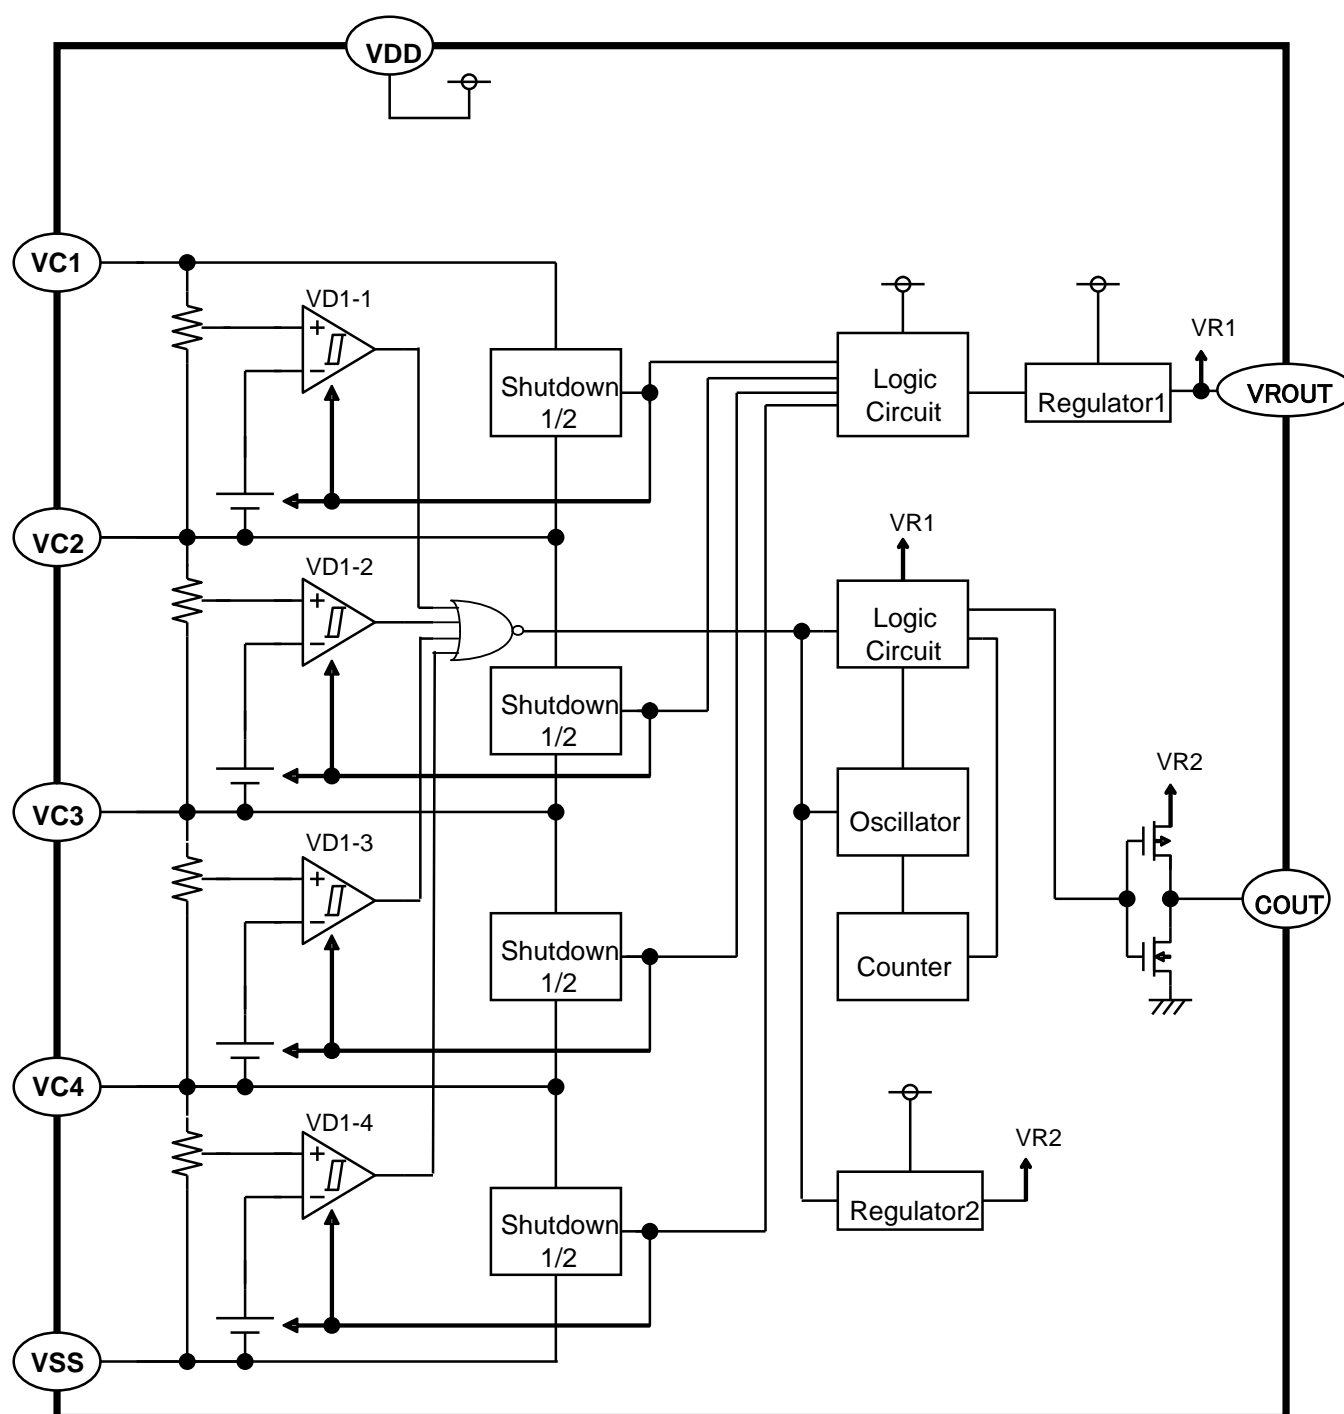 VDD
VC1
VD1-1
+
−
Shutdown
1/2
Logic
Circuit
Regulator1
VR1
VROUT
VC2
VD1-2
+
−
Shutdown
1/2
VR1
Logic
Circuit
VC3
VD1-3
+
−
Shutdown
1/2
Oscillator
Counter
VR2
COUT
VC4
VD1-4
+
−
Shutdown
1/2
Regulator2
VR2
VSS